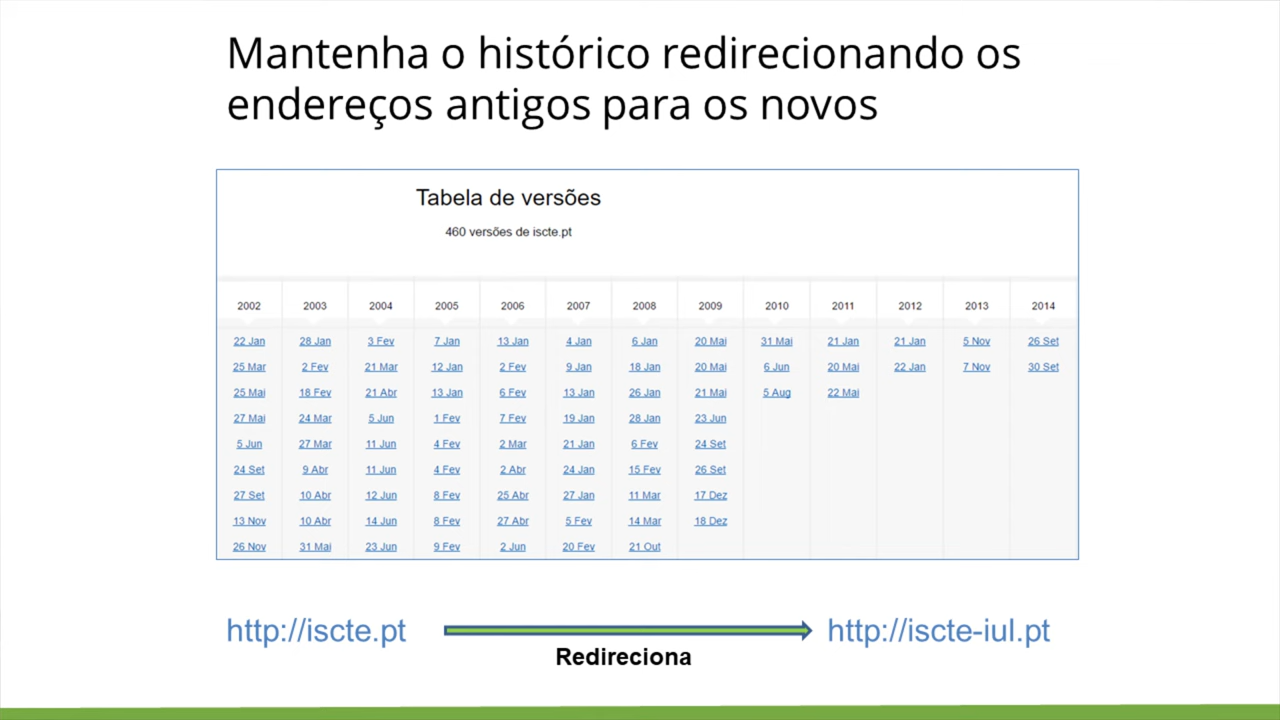 Mantenha o histórico redirecionando os
endereços antigos para os novos
Tabela de versões
460 versões de iscte.pt
2002 2003 2004 2005 2006 2007 2008 2009 2010 2011 2012 2013 2014
22 Jan 28 Jan 3 Fev 7 Jan 13 Jan 4 Jan 6 Jan 20 Mai 31 Mai 21 Jan 21 Jan 5 Nov 26 Set
25 Mar 2 Fev 21 Mar 12 Jan 2 Fev 9 Jan 18 Jan 20 Mai 6 Jun 20 Mai 22 Jan 7 Nov 30 Set
25 Mai 18 Fev 21 Abr 13 Jan 6 Fev 13 Jan 26 Jan 21 Mai 5 Aug 22 Mai
27 Mai 24 Mar 5 Jun 1 Fev 7 Fev 19 Jan 28 Jan 23 Jun
5 Jun 27 Mar 11 Jun 4 Fev 2 Mar 21 Jan 6 Fev 24 Set
24 Set 9 Abr 11 Jun 4 Fev 2 Abr 24 Jan 15 Fev 26 Set
27 Set 10 Abr 12 Jun 8 Fev 25 Abr 27 Jan 11 Mar 17 Dez
13 Nov 10 Abr 14 Jun 8 Fev 27 Abr 5 Fev 14 Mar 18 Dez
26 Nov 31 Mai 23 Jun 9 Fev 2 Jun 20 Fev 21 Out
http://iscte.pt http://iscte-iul.pt
Redireciona